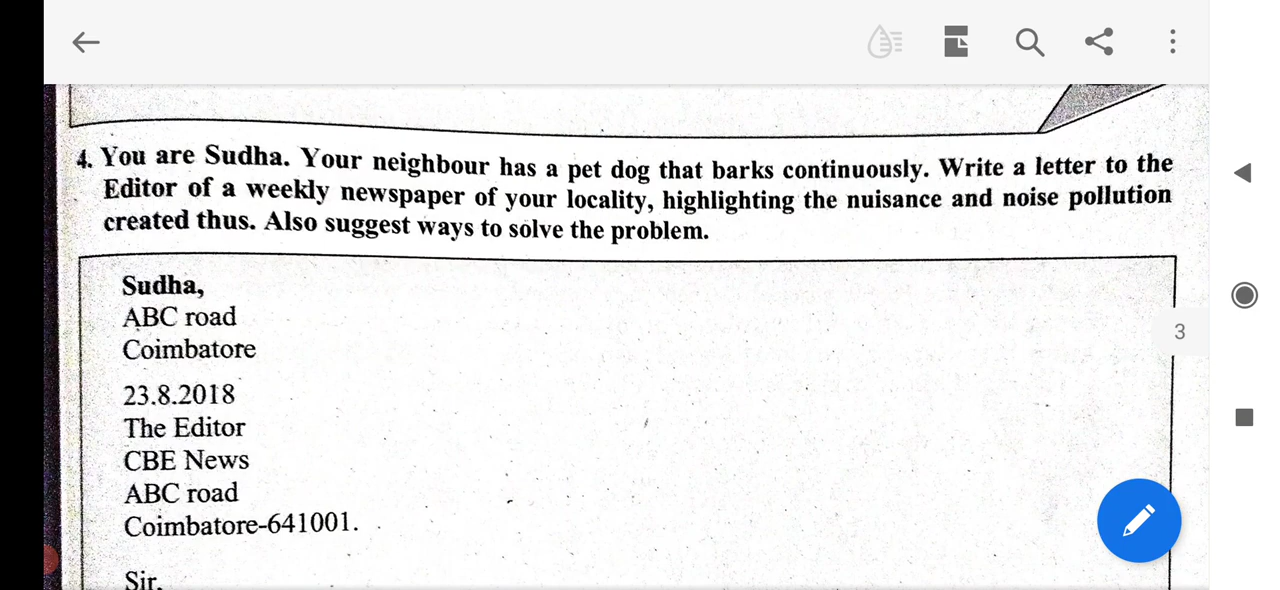 4. You are Sudha. Your neighbour has a pet dog that barks continuously. Write a letter to the
Editor of a weekly newspaper of your locality, highlighting the nuisance and noise pollution
created thus. Also suggest ways to solve the problem.
Sudha,
ABC road
Coimbatore
3
23.8.2018
The Editor
CBE News
ABC road
Coimbatore-641001.
Sir,